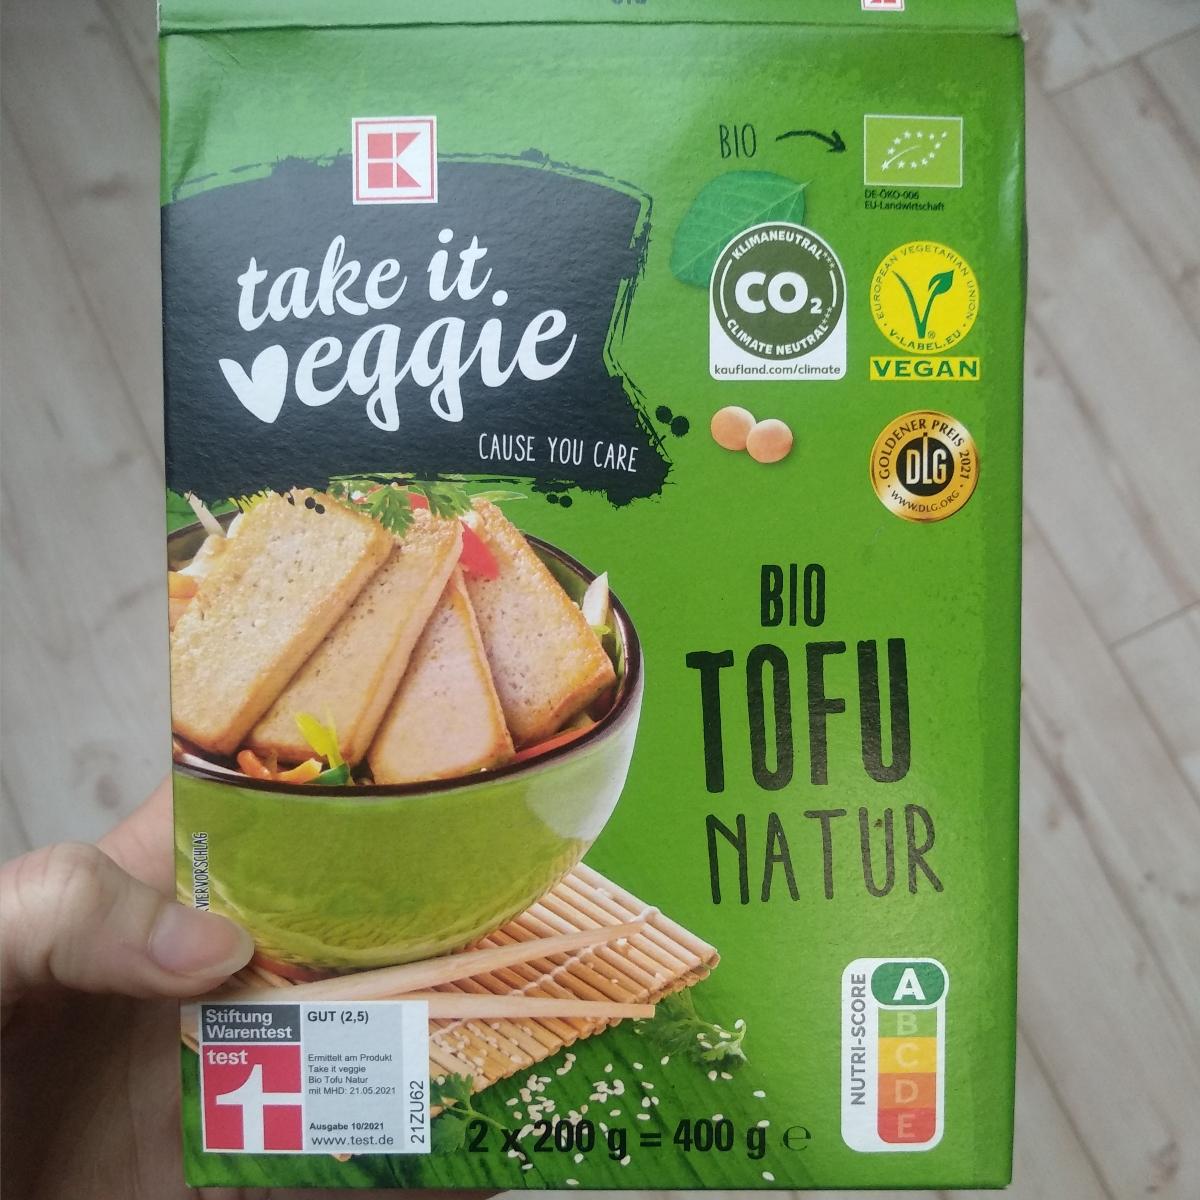 K
take it
veggie
CAUSE YOU CARE
BIO
DE-ÖKO-006
EU-Landwirtschaft
KLIMANEUTRAL***
CO₂
CLIMATE NEUTRAL***
kaufland.com/climate
EUROPEAN VEGETARIAN UNION
V-LABEL.EU
VEGAN
GOLDENER PREIS 2021
DLG
WWW.DLG.ORG
BIO
TOFU
NATUR
NUTRI-SCORE
A
B
C
D
E
Stiftung
Warentest
test
GUT (2,5)
Ermittelt am Produkt
Take it veggie
Bio Tofu Natur
mit MHD: 21.05.2021
Ausgabe 10/2021
www.test.de
21ZU62
2 x 200 g = 400 g ℮